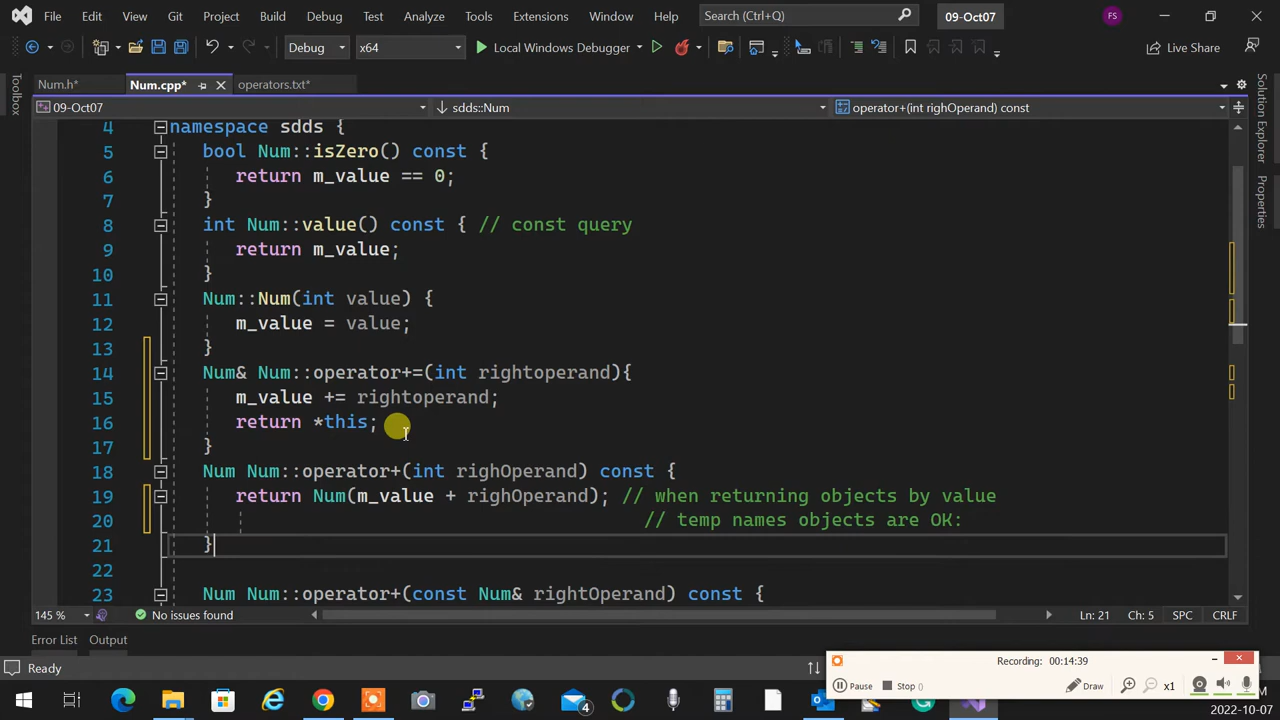 File Edit View Git Project Build Debug Test Analyze Tools Extensions Window Help Search (Ctrl+Q) 09-Oct07 FS
Debug x64 Local Windows Debugger Live Share
Toolbox
Num.h* Num.cpp* operators.txt*
09-Oct07 sdds::Num operator+(int righOperand) const
4 namespace sdds {
5 bool Num::isZero() const {
6 return m_value == 0;
7 }
8 int Num::value() const { // const query
9 return m_value;
10 }
11 Num::Num(int value) {
12 m_value = value;
13 }
14 Num& Num::operator+=(int rightoperand){
15 m_value += rightoperand;
16 return *this;
17 }
18 Num Num::operator+(int righOperand) const {
19 return Num(m_value + righOperand); // when returning objects by value
20 // temp names objects are OK:
21 }
22
23 Num Num::operator+(const Num& rightOperand) const {
Solution Explorer
Properties
145 % No issues found Ln: 21 Ch: 5 SPC CRLF
Error List Output
Ready
Recording: 00:14:39
Pause Stop () Draw x1
4
2022-10-07